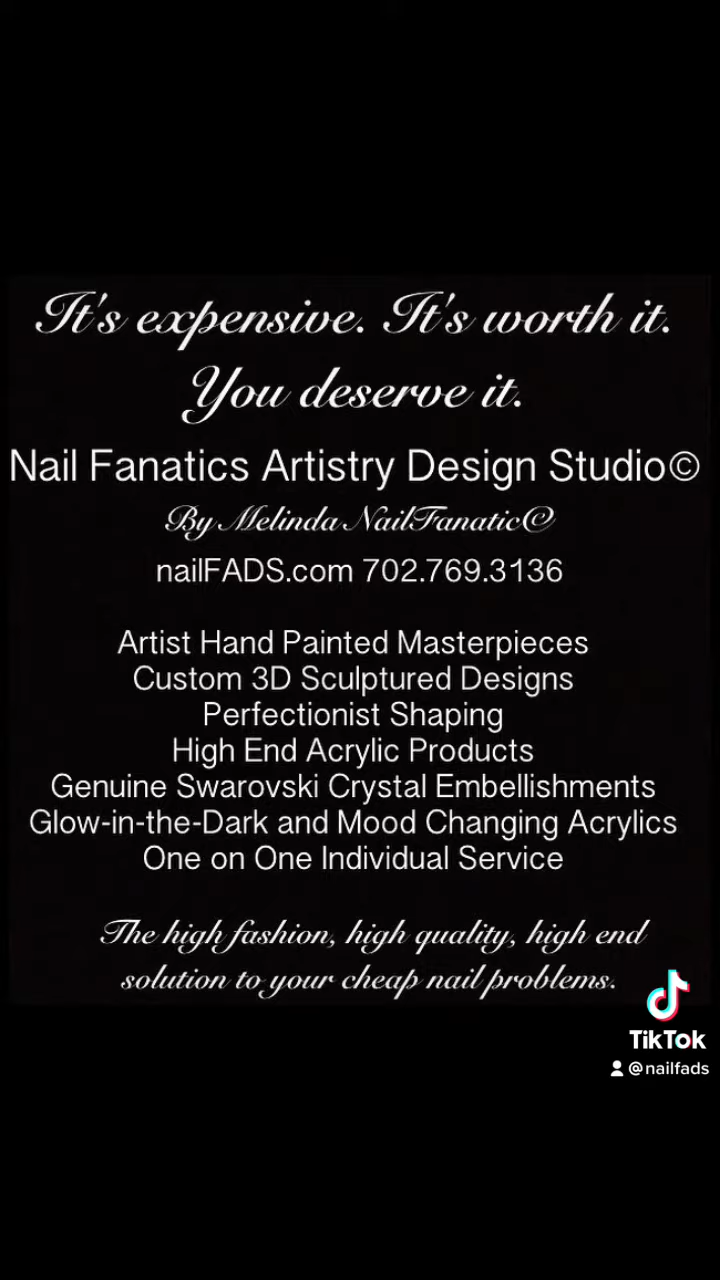 It's expensive. It's worth it.
You deserve it.
Nail Fanatics Artistry Design Studio©
By Melinda NailFanatic©
nailFADS.com 702.769.3136
Artist Hand Painted Masterpieces
Custom 3D Sculptured Designs
Perfectionist Shaping
High End Acrylic Products
Genuine Swarovski Crystal Embellishments
Glow-in-the-Dark and Mood Changing Acrylics
One on One Individual Service
The high fashion, high quality, high end
solution to your cheap nail problems.
TikTok
@nailfads